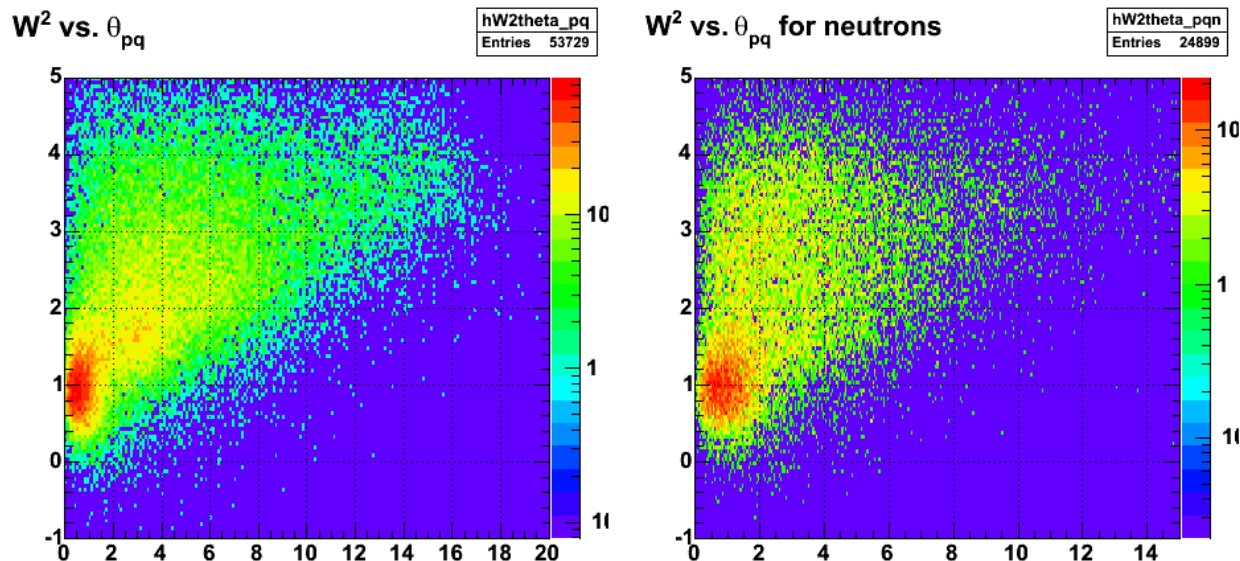 W² vs. θpq
hW2theta_pq
Entries 53729
5
4
3
2
1
0
-1
0 2 4 6 8 10 12 14 16 18 20
10
1
W² vs. θpq for neutrons
hW2theta_pqn
Entries 24899
5
4
3
2
1
0
-1
0 2 4 6 8 10 12 14
1